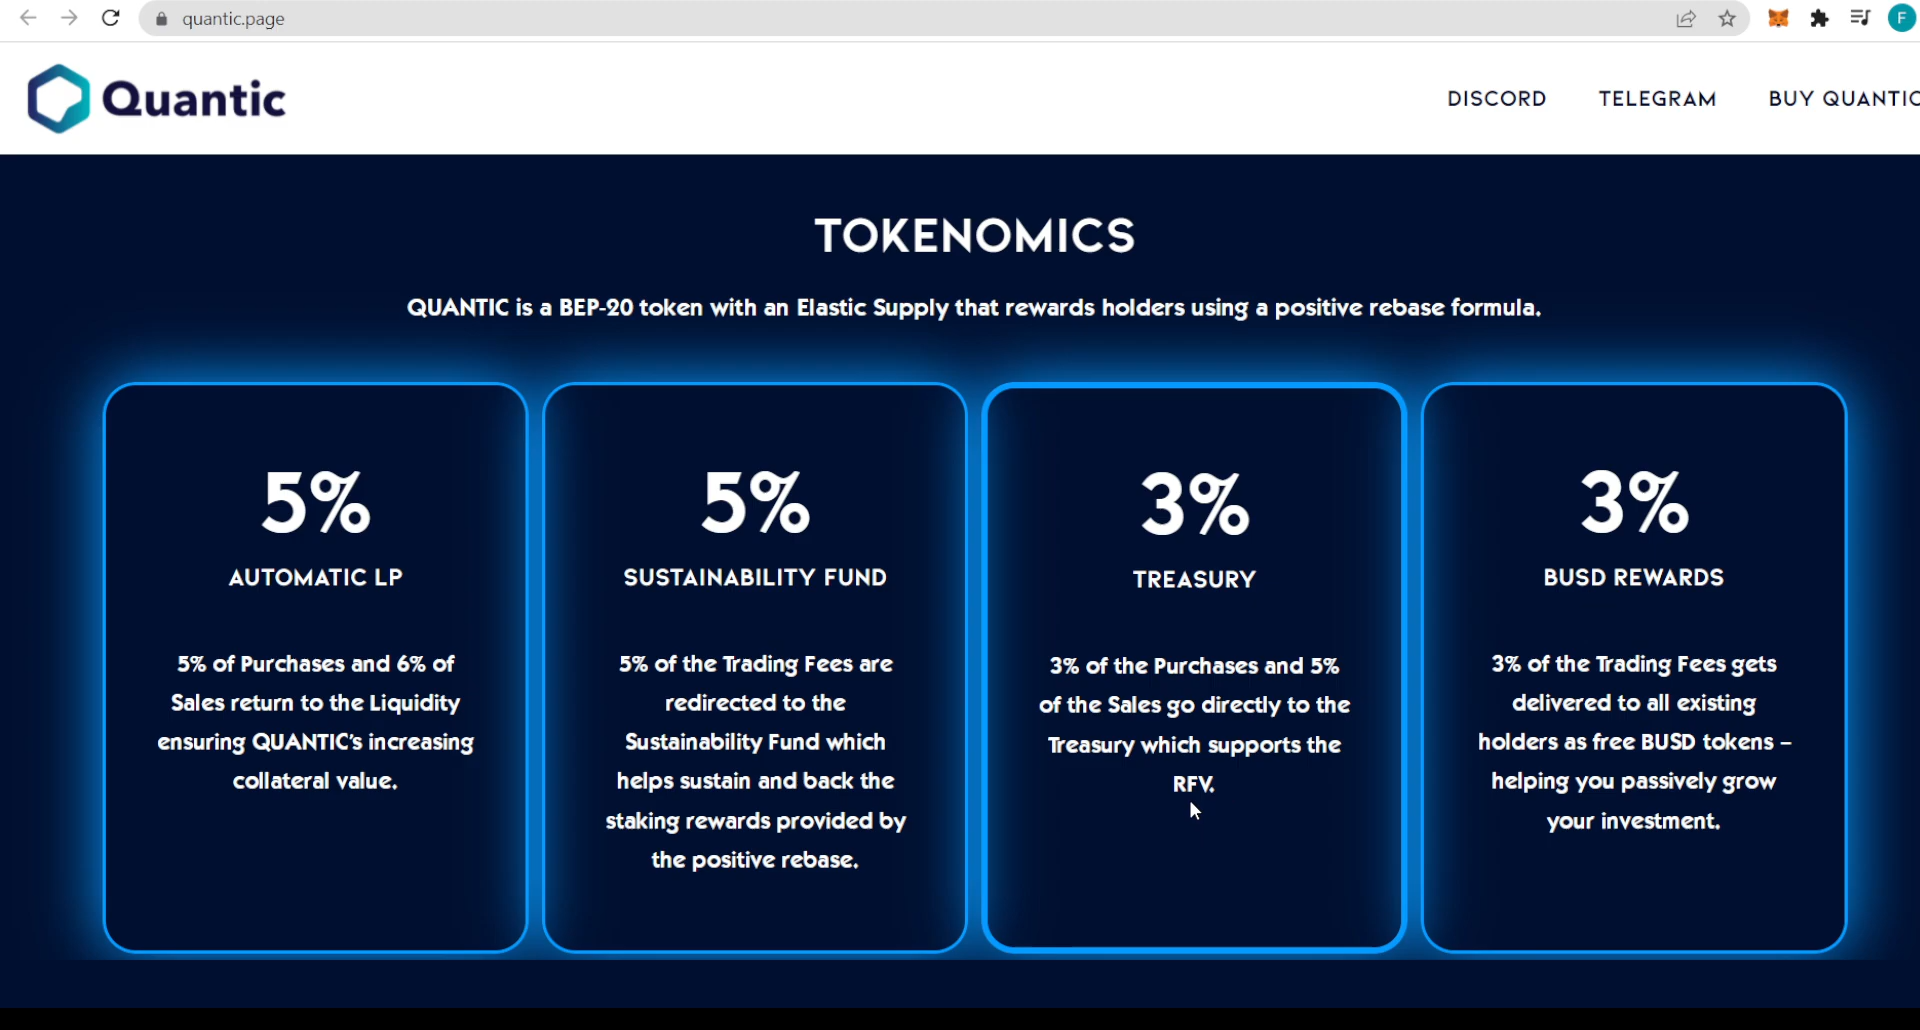 quantic.page
F
Quantic
DISCORD TELEGRAM BUY QUANTIC
TOKENOMICS
QUANTIC is a BEP-20 token with an Elastic Supply that rewards holders using a positive rebase formula.
5%
AUTOMATIC LP
5% of Purchases and 6% of
Sales return to the Liquidity
ensuring QUANTIC's increasing
collateral value.
5%
SUSTAINABILITY FUND
5% of the Trading Fees are
redirected to the
Sustainability Fund which
helps sustain and back the
staking rewards provided by
the positive rebase.
3%
TREASURY
3% of the Purchases and 5%
of the Sales go directly to the
Treasury which supports the
RFV.
3%
BUSD REWARDS
3% of the Trading Fees gets
delivered to all existing
holders as free BUSD tokens –
helping you passively grow
your investment.